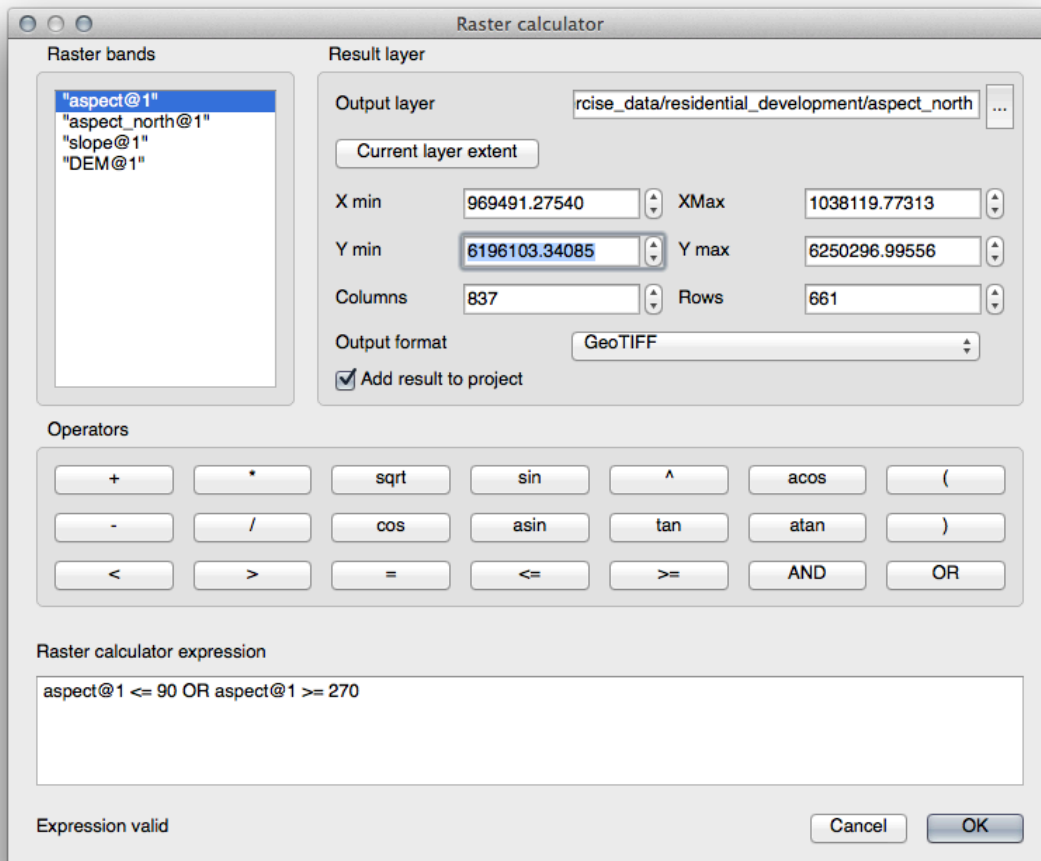 Raster calculator
Raster bands
Result layer
"aspect@1"
"aspect_north@1"
"slope@1"
"DEM@1"
Output layer
rcise_data/residential_development/aspect_north
...
Current layer extent
X min
969491.27540
XMax
1038119.77313
Y min
6196103.34085
Y max
6250296.99556
Columns
837
Rows
661
Output format
GeoTIFF
Add result to project
Operators
+ * sqrt sin ^ acos (
- / cos asin tan atan )
< > = <= >= AND OR
Raster calculator expression
aspect@1 <= 90 OR aspect@1 >= 270
Expression valid
Cancel
OK